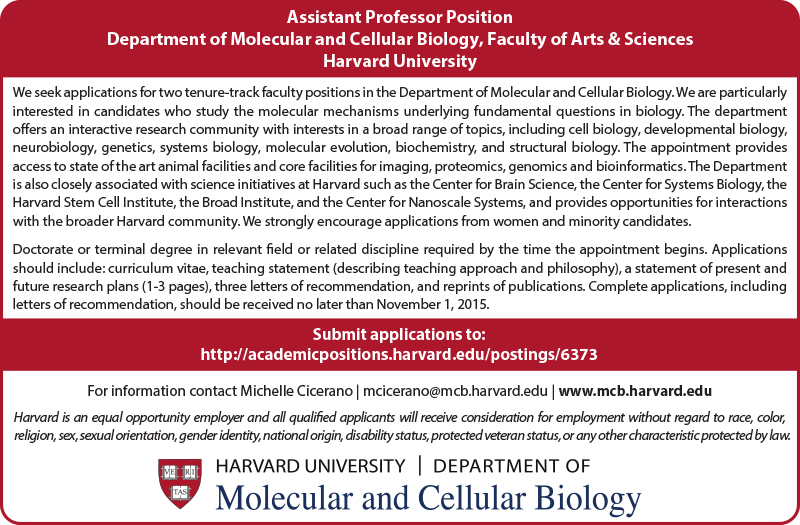 Assistant Professor Position
Department of Molecular and Cellular Biology, Faculty of Arts & Sciences
Harvard University
We seek applications for two tenure-track faculty positions in the Department of Molecular and Cellular Biology. We are particularly
interested in candidates who study the molecular mechanisms underlying fundamental questions in biology. The department
offers an interactive research community with interests in a broad range of topics, including cell biology, developmental biology,
neurobiology, genetics, systems biology, molecular evolution, biochemistry, and structural biology. The appointment provides
access to state of the art animal facilities and core facilities for imaging, proteomics, genomics and bioinformatics. The Department
is also closely associated with science initiatives at Harvard such as the Center for Brain Science, the Center for Systems Biology, the
Harvard Stem Cell Institute, the Broad Institute, and the Center for Nanoscale Systems, and provides opportunities for interactions
with the broader Harvard community. We strongly encourage applications from women and minority candidates.
Doctorate or terminal degree in relevant field or related discipline required by the time the appointment begins. Applications
should include: curriculum vitae, teaching statement (describing teaching approach and philosophy), a statement of present and
future research plans (1-3 pages), three letters of recommendation, and reprints of publications. Complete applications, including
letters of recommendation, should be received no later than November 1, 2015.
Submit applications to:
http://academicpositions.harvard.edu/postings/6373
For information contact Michelle Cicerano | mcicerano@mcb.harvard.edu | www.mcb.harvard.edu
Harvard is an equal opportunity employer and all qualified applicants will receive consideration for employment without regard to race, color,
religion, sex, sexual orientation, gender identity, national origin, disability status, protected veteran status, or any other characteristic protected by law.
VE RI
TAS
HARVARD UNIVERSITY | DEPARTMENT OF
Molecular and Cellular Biology